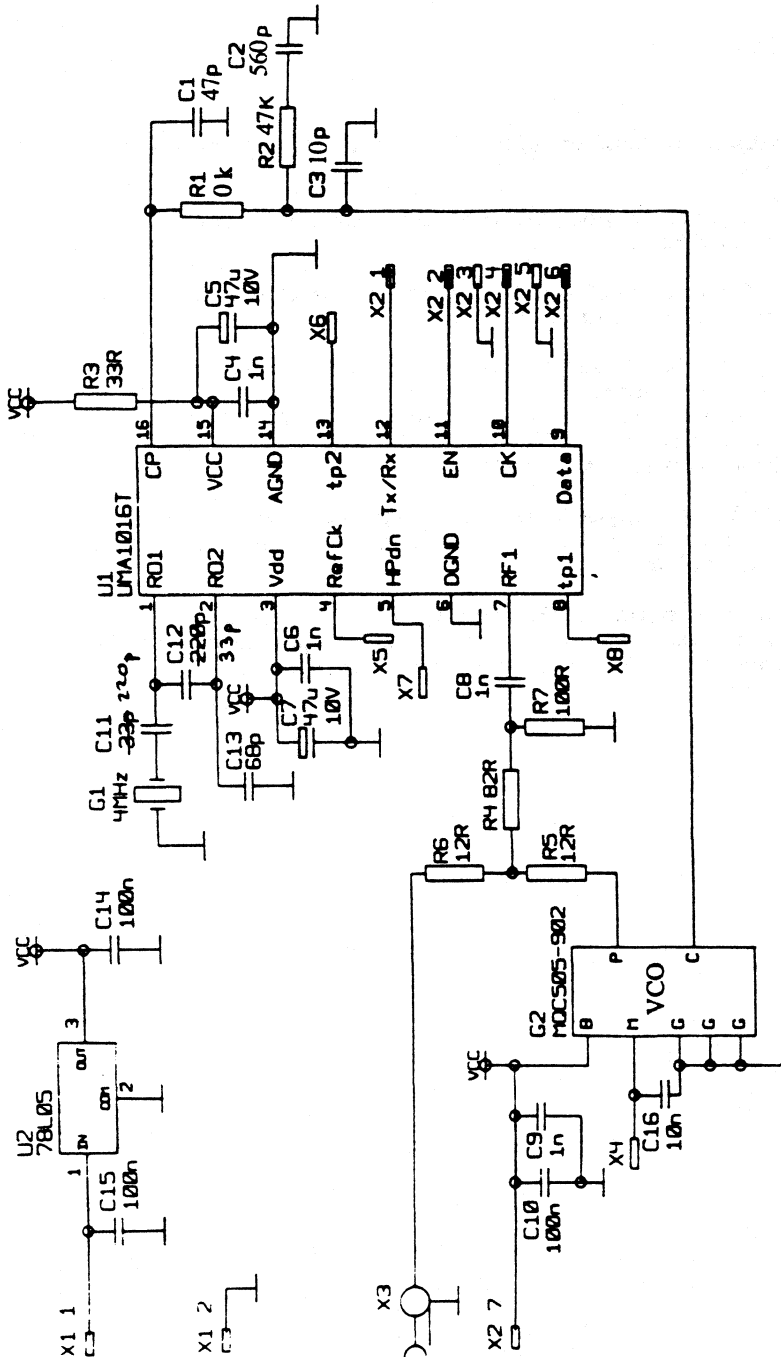 C2
560p
C1
47p
R2 47K
C3 10p
R1
0k
VCC
R3
33R
C5
47u
10V
C4
1n
X6
X2 1
X2 2
X2 3
X2 4
X2 5
X2 6
16
15
14
13
12
11
10
9
CP
VCC
AGND
tp2
Tx/Rx
EN
CK
Data
U1
UMA1016T
RO1
RO2
Vdd
RefCk
HPdn
DGND
RF1
tp1
1
2
3
4
5
6
7
8
C12
220p
33p
C11
33p
220p
G1
4MHz
C13
68p
VCC
C7
47u
10V
C6
1n
X5
X7
C8
1n
X8
R7
100R
R4 82R
R6
12R
R5
12R
VCC
C14
100n
U2
78L05
IN
OUT
COM
1
3
2
C15
100n
X1 1
X1 2
G2
MQC505-902
VCO
B
M
G
G
G
P
C
VCC
C9
1n
C10
100n
X4
C16
10n
X3
X2 7